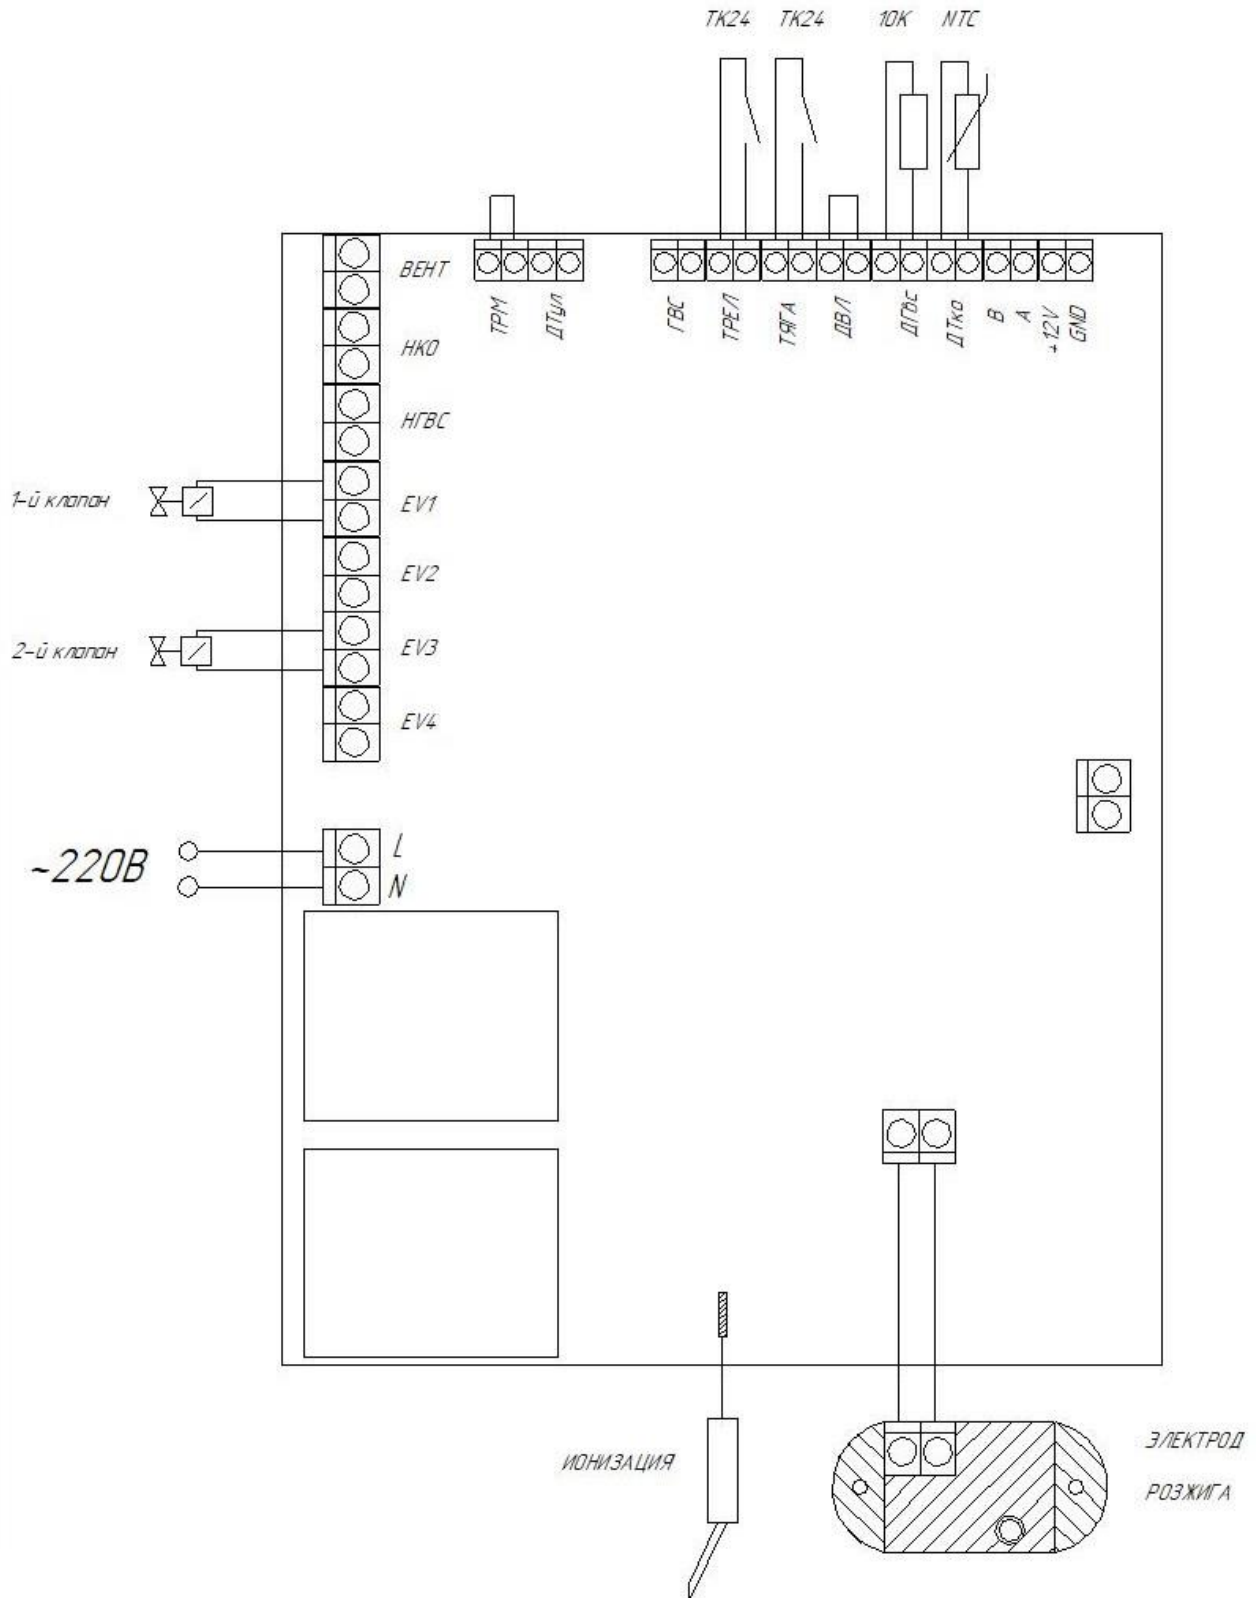 ТК24 ТК24 10К NTC
ВЕНТ
НКО
НГВС
EV1
EV2
EV3
EV4
ТРМ
ДТул
ГВС
ТРЕЛ
ТЯГА
ДВЛ
ДГвс
ДТко
B
A
+12V
GND
1-й клапан
2-й клапан
~220В
L
N
ИОНИЗАЦИЯ
ЭЛЕКТРОД
РОЗЖИГА